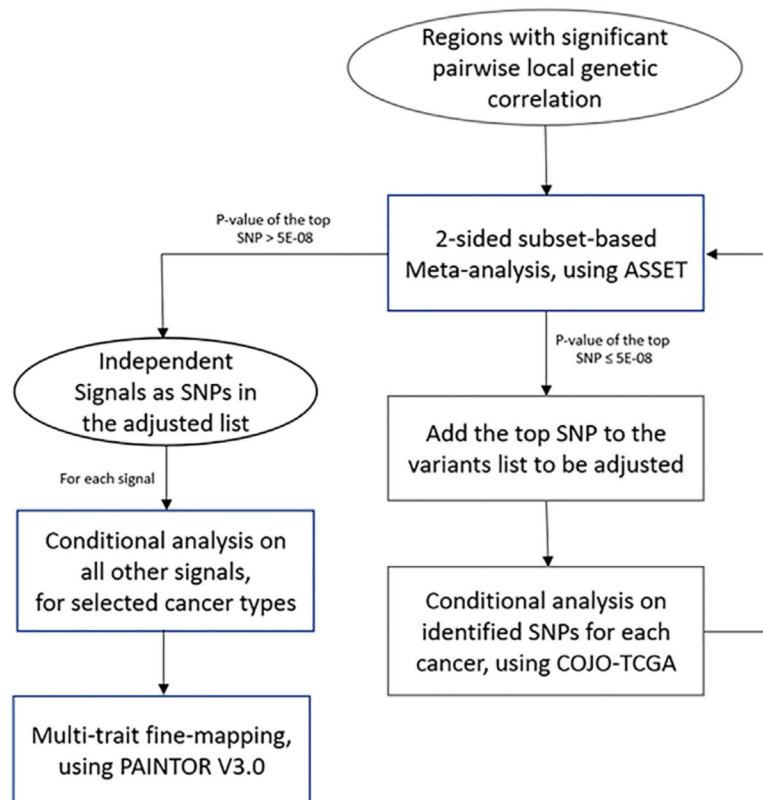 Regions with significant
pairwise local genetic
correlation
P-value of the top
SNP > 5E-08
2-sided subset-based
Meta-analysis, using ASSET
P-value of the top
SNP ≤ 5E-08
Independent
Signals as SNPs in
the adjusted list
Add the top SNP to the
variants list to be adjusted
For each signal
Conditional analysis on
all other signals,
for selected cancer types
Conditional analysis on
identified SNPs for each
cancer, using COJO-TCGA
Multi-trait fine-mapping,
using PAINTOR V3.0